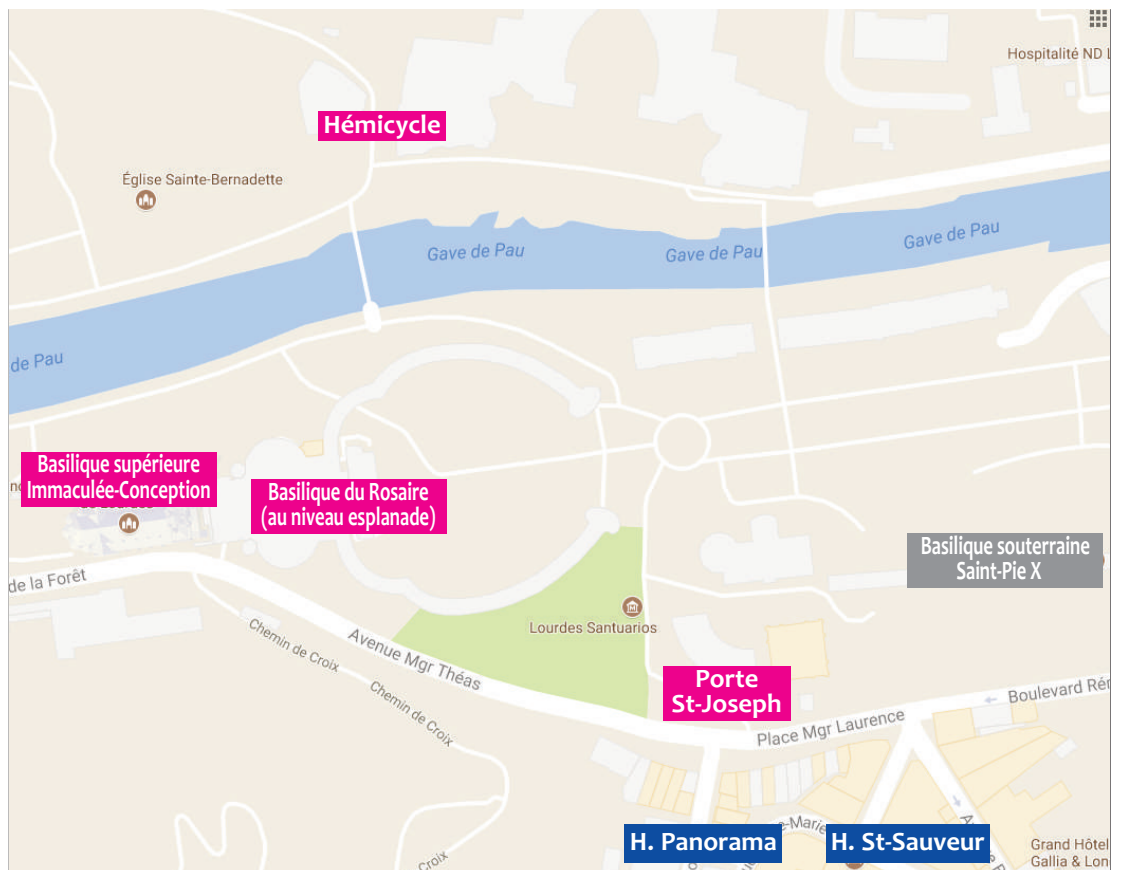 Hospitalité ND L
Hémicycle
Église Sainte-Bernadette
Gave de Pau
Gave de Pau
Gave de Pau
de Pau
Basilique supérieure
Immaculée-Conception
Basilique du Rosaire
(au niveau esplanade)
Basilique souterraine
Saint-Pie X
de la Forêt
Lourdes Santuarios
Chemin de Croix
Avenue Mgr Théas
Chemin de Croix
Porte
St-Joseph
Boulevard Rém
Place Mgr Laurence
-Marie
H. Panorama
H. St-Sauveur
Grand Hôtel
Gallia & Lon
Croix